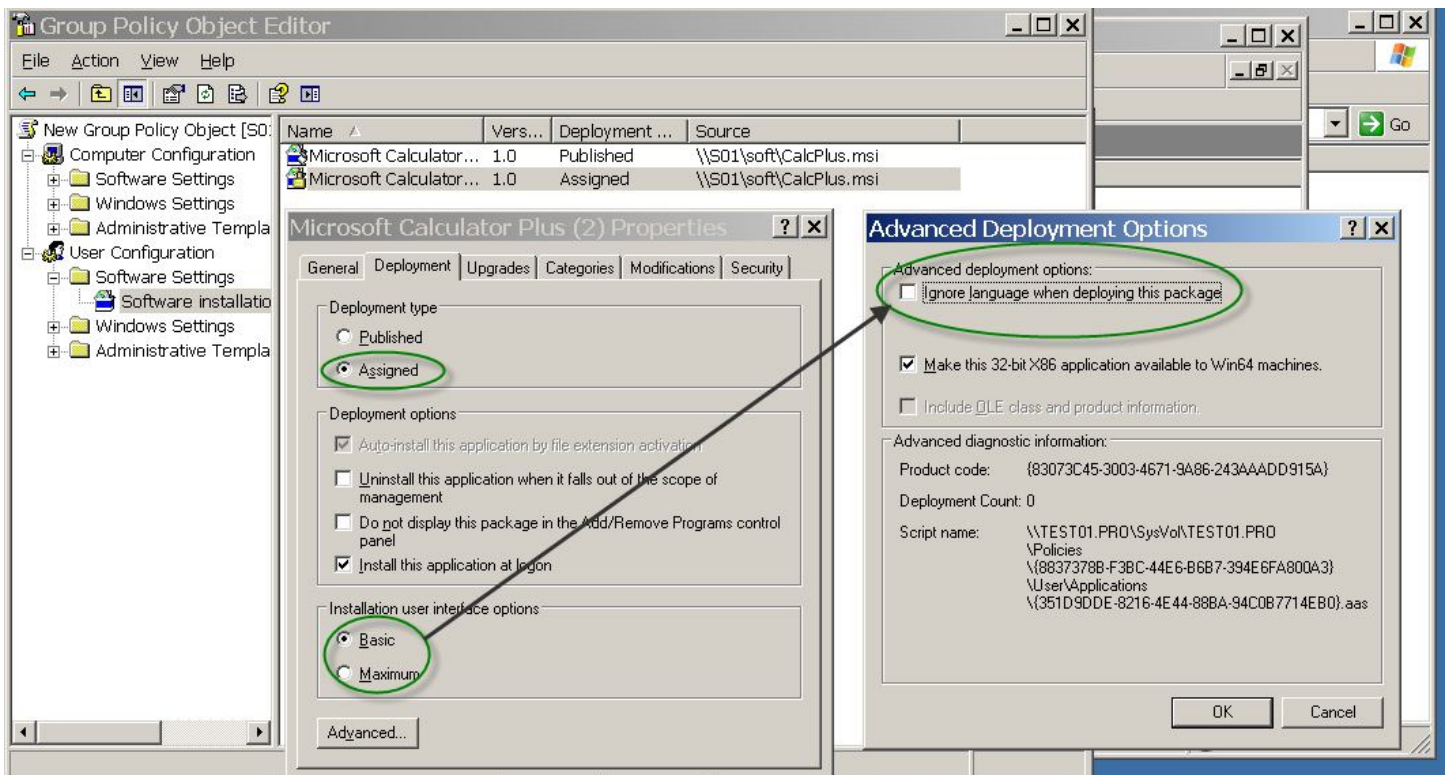 Group Policy Object Editor
File Action View Help
New Group Policy Object [S0
Computer Configuration
Software Settings
Windows Settings
Administrative Templa
User Configuration
Software Settings
Software installatio
Windows Settings
Administrative Templa
Name Vers... Deployment ... Source
Microsoft Calculator... 1.0 Published \\S01\soft\CalcPlus.msi
Microsoft Calculator... 1.0 Assigned \\S01\soft\CalcPlus.msi
Go
Microsoft Calculator Plus (2) Properties
General Deployment Upgrades Categories Modifications Security
Deployment type
Published
Assigned
Deployment options
Auto-install this application by file extension activation
Uninstall this application when it falls out of the scope of
management
Do not display this package in the Add/Remove Programs control
panel
Install this application at logon
Installation user interface options
Basic
Maximum
Advanced...
Advanced Deployment Options
Advanced deployment options:
Ignore language when deploying this package
Make this 32-bit X86 application available to Win64 machines.
Include OLE class and product information.
Advanced diagnostic information:
Product code: {83073C45-3003-4671-9A86-243AAADD915A}
Deployment Count: 0
Script name: \\TEST01.PRO\SysVol\TEST01.PRO
\Policies
\{8837378B-F3BC-44E6-B6B7-394E6FA800A3}
\User\Applications
\{351D9DDE-8216-4E44-88BA-94C0B7714EB0}.aas
OK Cancel